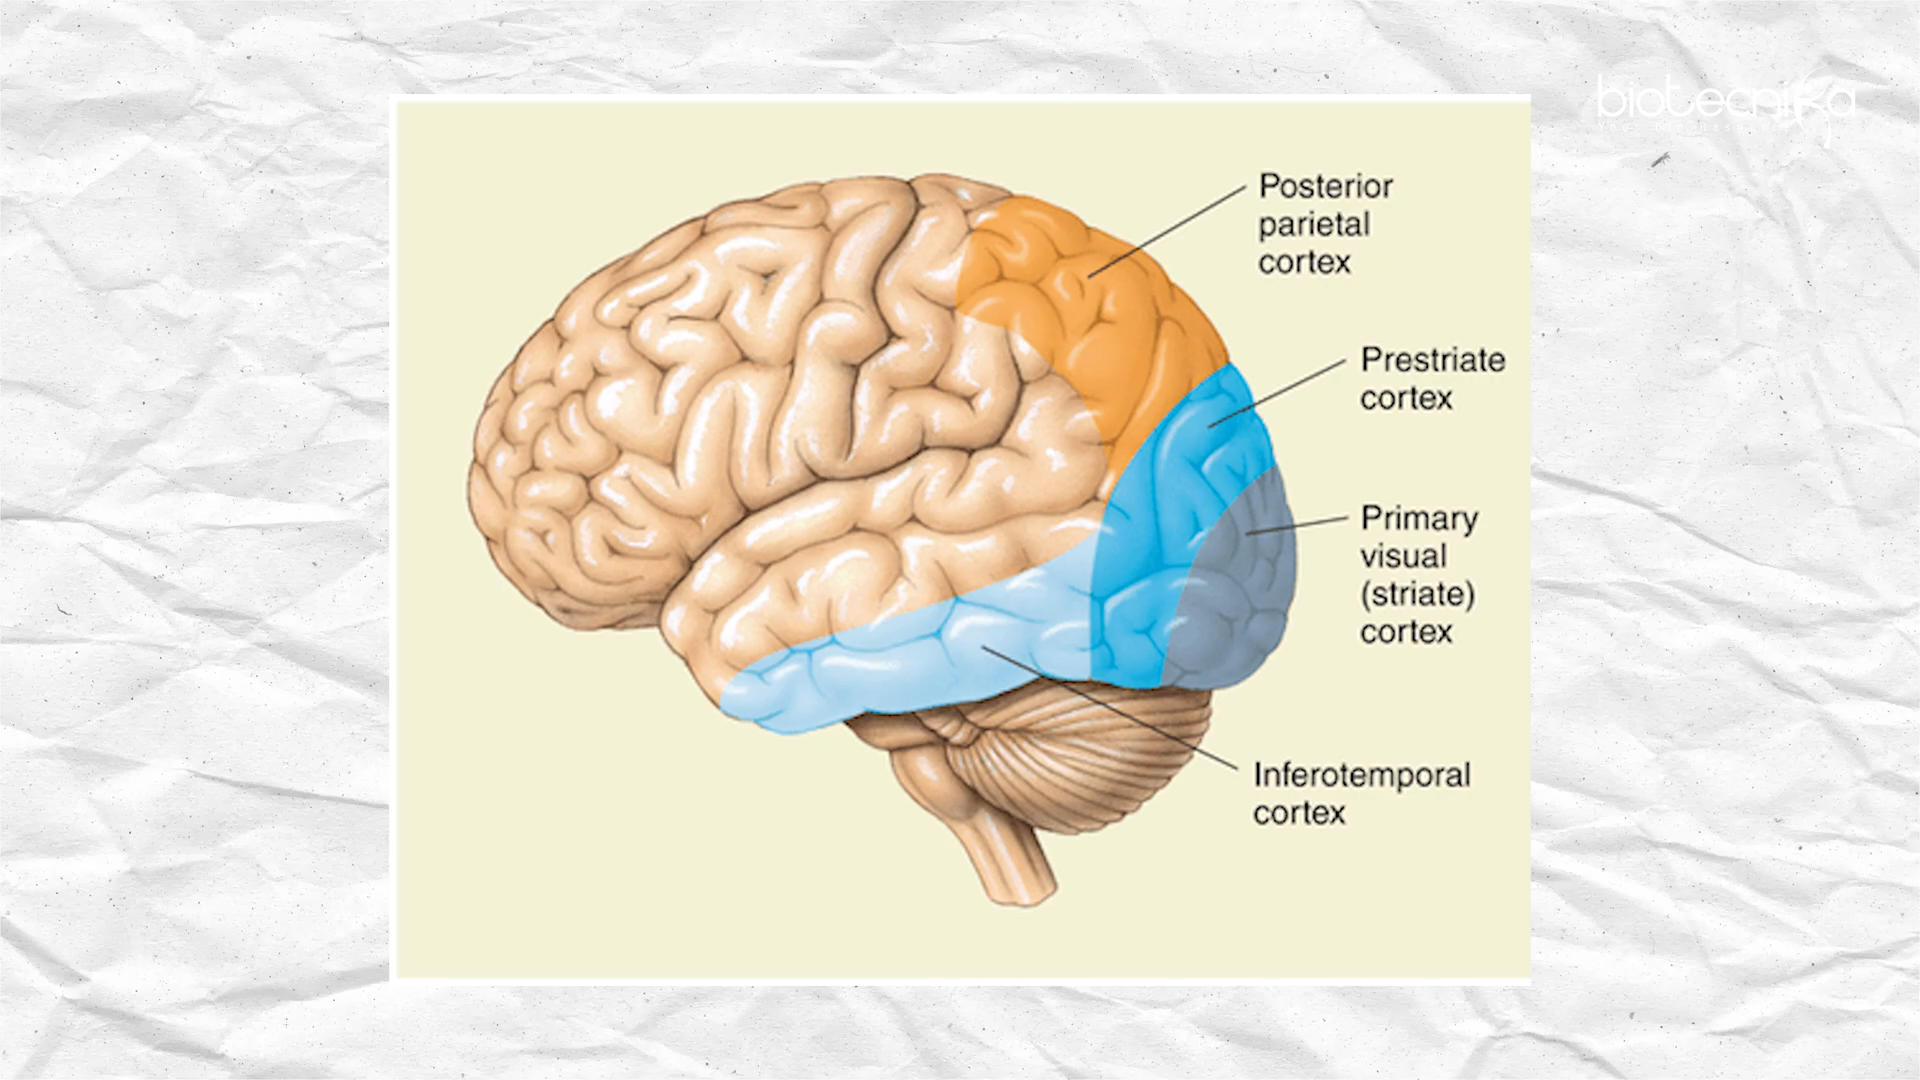 biotecnika
Posterior
parietal
cortex
Prestriate
cortex
Primary
visual
(striate)
cortex
Inferotemporal
cortex